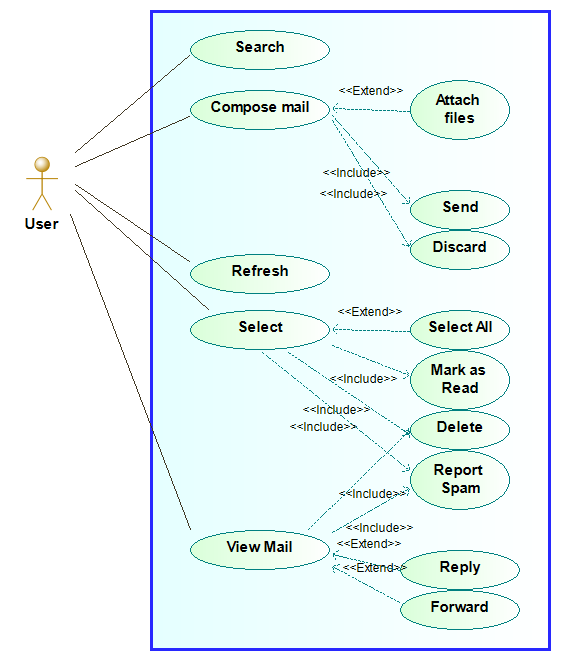 Search
Compose mail
<<Extend>>
Attach
files
<<Include>>
<<Include>>
Send
User
Discard
Refresh
<<Extend>>
Select
Select All
Mark as
Read
<<Include>>
<<Include>>
<<Include>>
Delete
Report
Spam
<<Include>>
<<Include>>
<<Extend>>
View Mail
<<Extend>>
Reply
Forward